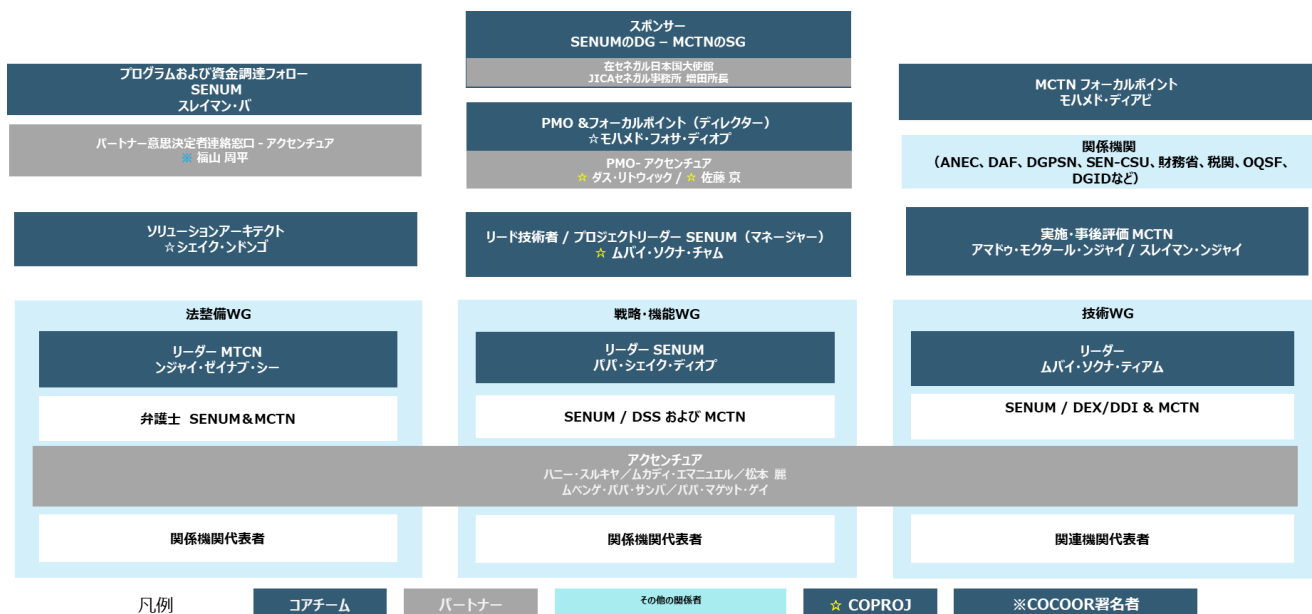 スポンサー
SENUMのDG – MCTNのSG
在セネガル日本国大使館
JICAセネガル事務所 増田所長
プログラムおよび資金調達フォロー
SENUM
スレイマン・バ
パートナー意思決定者連絡窓口 - アクセンチュア
※ 福山 周平
PMO &フォーカルポイント（ディレクター）
☆モハメド・フォサ・ディオプ
PMO- アクセンチュア
☆ ダス・リトウィック / ☆ 佐藤 京
MCTN フォーカルポイント
モハメド・ディアビ
関係機関
（ANEC、DAF、DGPSN、SEN-CSU、財務省、税関、OQSF、
DGIDなど）
ソリューションアーキテクト
☆シェイク・ンドンゴ
リード技術者 / プロジェクトリーダー SENUM（マネージャー）
☆ ムバイ・ソクナ・チャム
実施・事後評価 MCTN
アマドゥ・モクタール・ンジャイ / スレイマン・ンジャイ
法整備WG
リーダー MTCN
ンジャイ・ゼイナブ・シー
弁護士 SENUM&MCTN
戦略・機能WG
リーダー SENUM
パパ・シェイク・ディオプ
SENUM / DSS および MCTN
技術WG
リーダー
ムバイ・ソクナ・ティアム
SENUM / DEX/DDI & MCTN
アクセンチュア
ハニー・スルキヤ／ムカディ・エマニュエル／松本 麗
ムベンゲ・パパ・サンバ／パパ・マゲット・ゲイ
関係機関代表者
関係機関代表者
関連機関代表者
凡例
コアチーム
パートナー
その他の関係者
☆ COPROJ
※COCOOR署名者